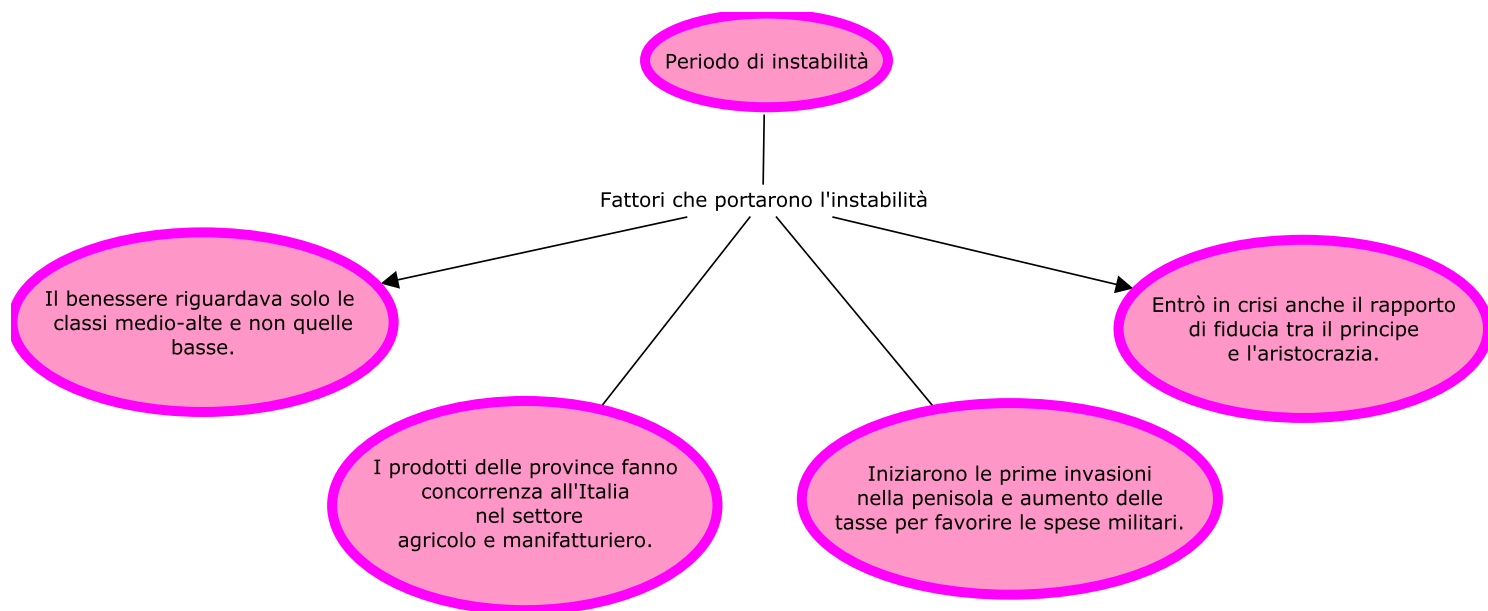 Periodo di instabilità
Fattori che portarono l'instabilità
Il benessere riguardava solo le
classi medio-alte e non quelle
basse.
I prodotti delle province fanno
concorrenza all'Italia
nel settore
agricolo e manifatturiero.
Iniziarono le prime invasioni
nella penisola e aumento delle
tasse per favorire le spese militari.
Entrò in crisi anche il rapporto
di fiducia tra il principe
e l'aristocrazia.